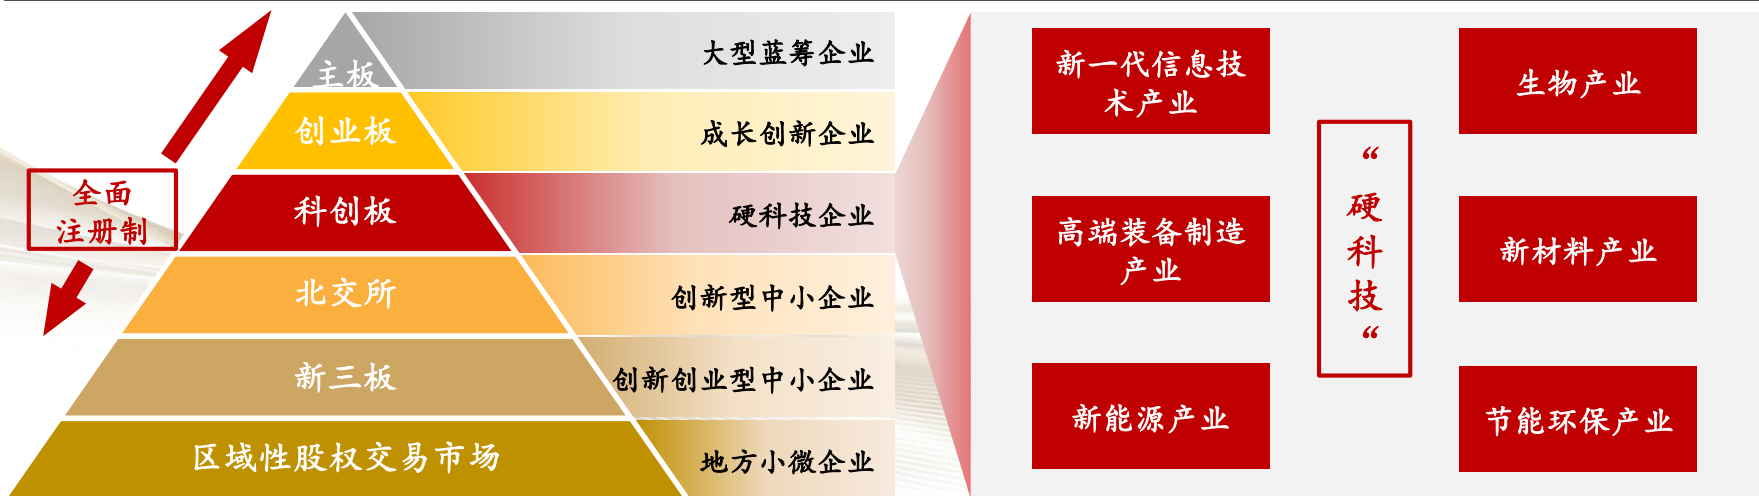 主板
大型蓝筹企业
创业板
成长创新企业
全面
注册制
科创板
硬科技企业
北交所
创新型中小企业
新三板
创新创业型中小企业
区域性股权交易市场
地方小微企业
新一代信息技
术产业
高端装备制造
产业
新能源产业
“
硬
科
技
“
生物产业
新材料产业
节能环保产业